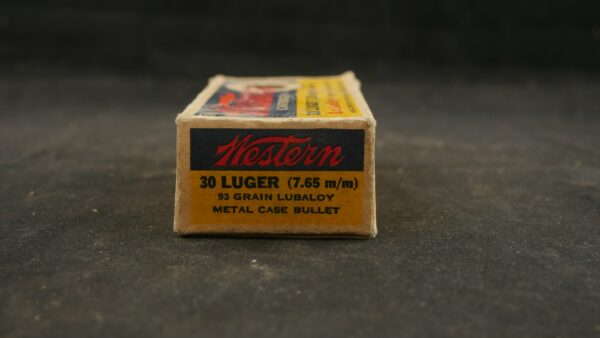 Western
30 LUGER (7.65 m/m)
93 GRAIN LUBALOY
METAL CASE BULLET